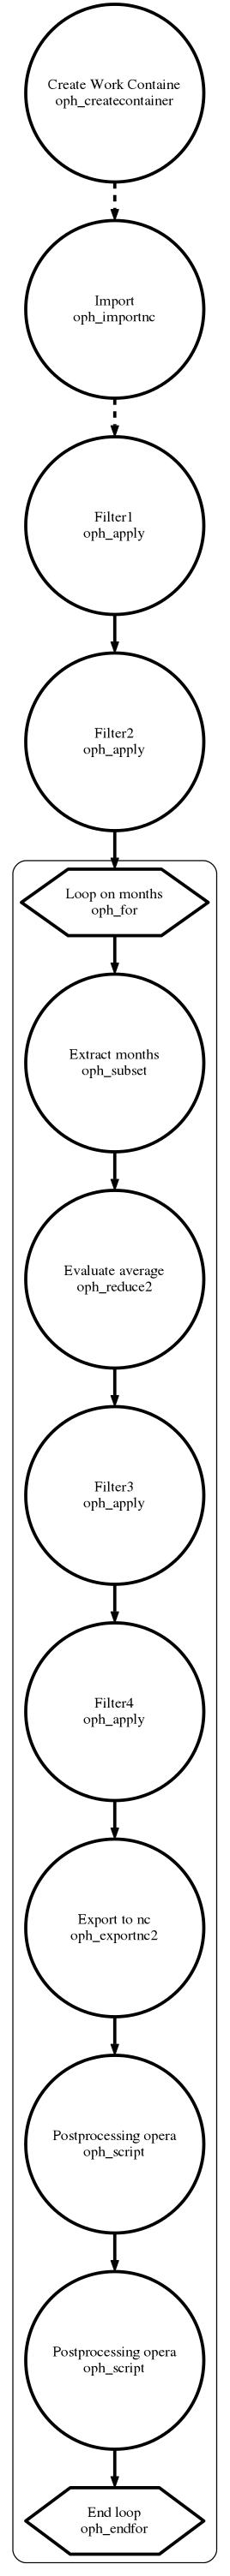 Create Work Containe
oph_createcontainer
Import
oph_importnc
Filter1
oph_apply
Filter2
oph_apply
Loop on months
oph_for
Extract months
oph_subset
Evaluate average
oph_reduce2
Filter3
oph_apply
Filter4
oph_apply
Export to nc
oph_exportnc2
Postprocessing opera
oph_script
Postprocessing opera
oph_script
End loop
oph_endfor